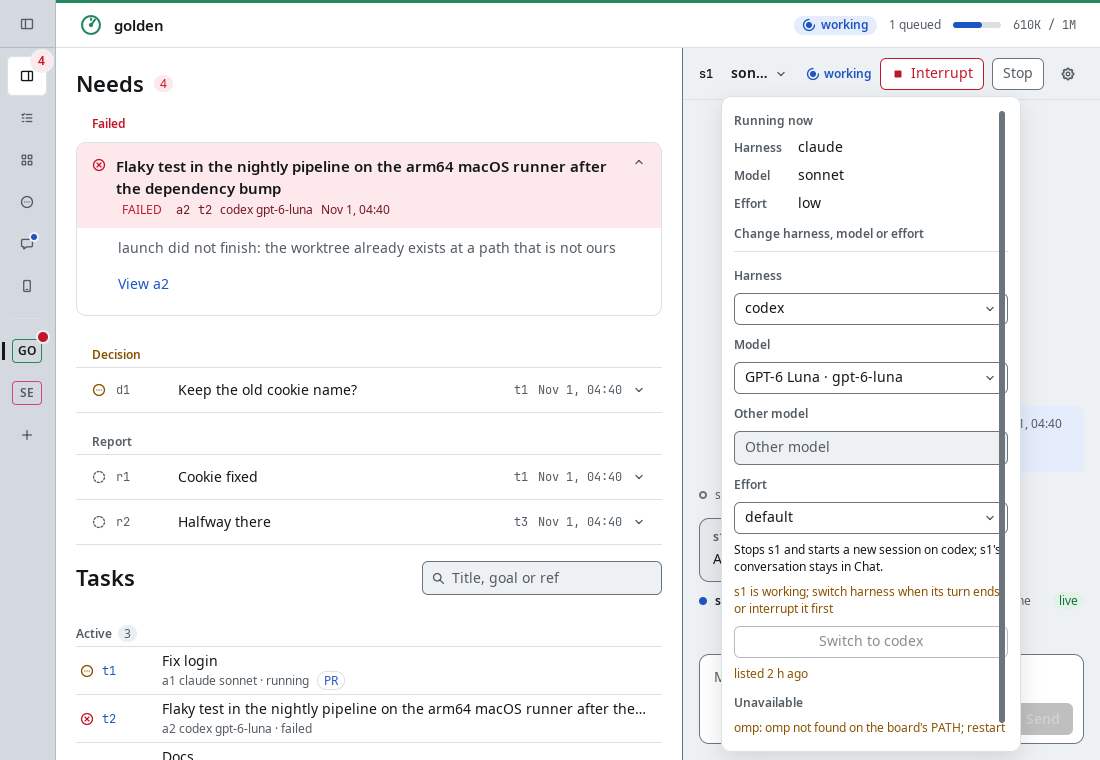 golden
working
1 queued
610K / 1M
4
GO
SE
Needs 4
Failed
Flaky test in the nightly pipeline on the arm64 macOS runner after
the dependency bump
FAILED a2 t2 codex gpt-6-luna Nov 1, 04:40
launch did not finish: the worktree already exists at a path that is not ours
View a2
Decision
d1 Keep the old cookie name? t1 Nov 1, 04:40
Report
r1 Cookie fixed t1 Nov 1, 04:40
r2 Halfway there t3 Nov 1, 04:40
Tasks
Title, goal or ref
Active 3
t1 Fix login
a1 claude sonnet · running PR
t2 Flaky test in the nightly pipeline on the arm64 macOS runner after the…
a2 codex gpt-6-luna · failed
Docs
s1 son… working Interrupt Stop
Running now
Harness claude
Model sonnet
Effort low
Change harness, model or effort
Harness
codex
Model
GPT-6 Luna · gpt-6-luna
Other model
Other model
Effort
default
Stops s1 and starts a new session on codex; s1's
conversation stays in Chat.
s1 is working; switch harness when its turn ends
or interrupt it first
Switch to codex
listed 2 h ago
Unavailable
omp: omp not found on the board's PATH; restart
, 04:40
live
Send